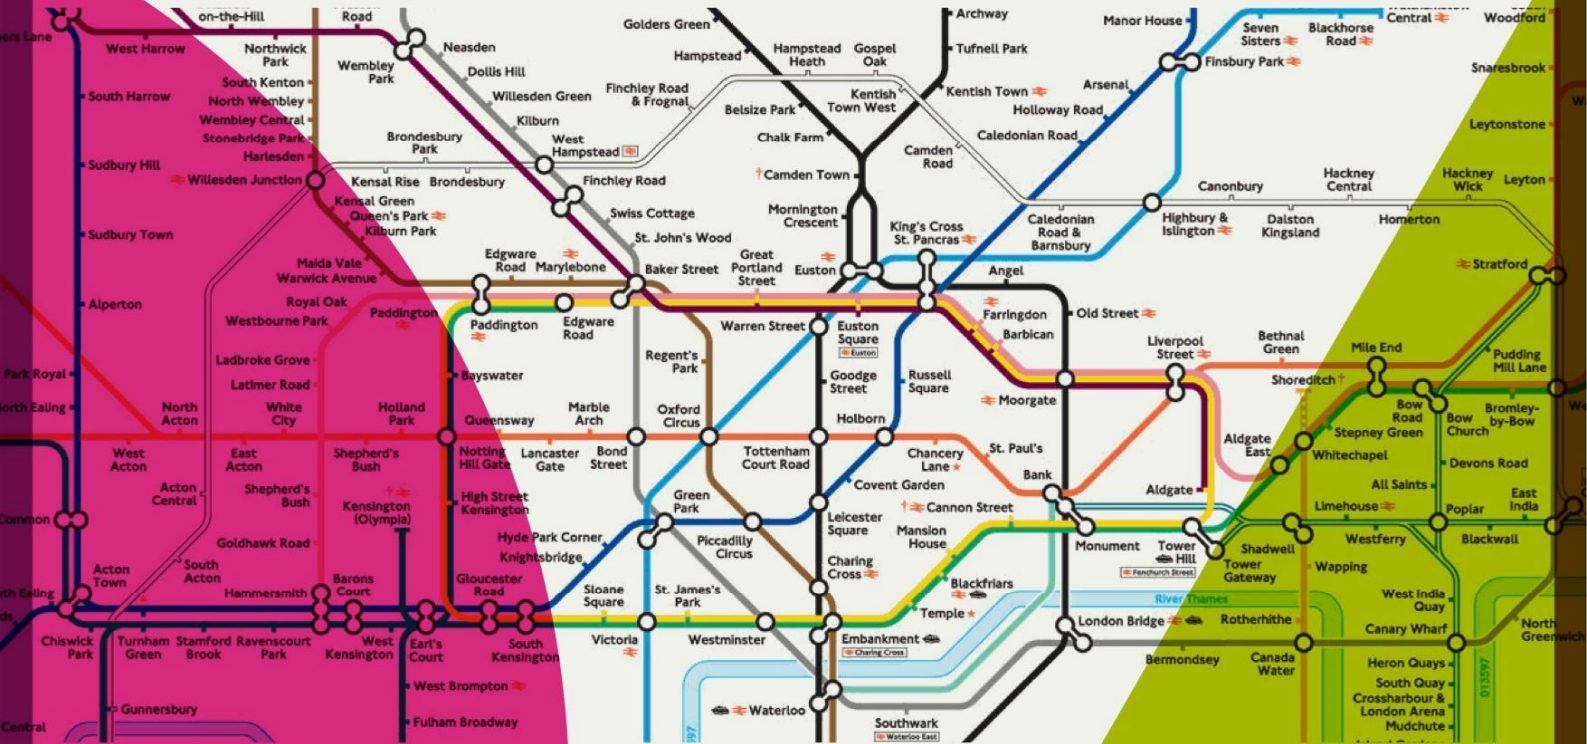 on-the-Hill
Road
Golders Green
Archway
Manor House
Central
Woodford
ers Lane
West Harrow
Northwick
Park
Wembley
Park
Neasden
Hampstead
Hampstead
Heath
Gospel
Oak
Tufnell Park
Seven
Sisters
Blackhorse
Road
Finsbury Park
Snaresbrook
South Kenton
North Wembley
Wembley Central
Stonebridge Park
Harlesden
Willesden Junction
South Harrow
Dollis Hill
Willesden Green
Kilburn
Finchley Road
& Frognal
Belsize Park
Kentish
Town West
Kentish Town
Arsenal
Holloway Road
Caledonian Road
Leytonstone
Brondesbury
Park
West
Hampstead
Chalk Farm
Camden
Road
Sudbury Hill
Kensal Rise
Brondesbury
Finchley Road
Camden Town
Canonbury
Hackney
Central
Hackney
Wick
Leyton
Kensal Green
Queen's Park
Kilburn Park
Swiss Cottage
Mornington
Crescent
King's Cross
St. Pancras
Caledonian
Road &
Barnsbury
Highbury &
Islington
Dalston
Kingsland
Homerton
Sudbury Town
St. John's Wood
Maida Vale
Warwick Avenue
Edgware
Road
Marylebone
Baker Street
Great
Portland
Street
Euston
Angel
Stratford
Alperton
Royal Oak
Westbourne Park
Paddington
Paddington
Edgware
Road
Warren Street
Euston
Square
Euston
Farringdon
Barbican
Old Street
Liverpool
Street
Bethnal
Green
Mile End
Pudding
Mill Lane
Ladbroke Grove
Latimer Road
Regent's
Park
Goodge
Street
Russell
Square
Park Royal
Bayswater
Moorgate
Shoreditch
North Ealing
North
Acton
White
City
Holland
Park
Queensway
Marble
Arch
Oxford
Circus
Holborn
Bow
Road
Bow
Church
Bromley-
by-Bow
Stepney Green
West
Acton
East
Acton
Shepherd's
Bush
Notting
Hill Gate
Lancaster
Gate
Bond
Street
Tottenham
Court Road
Chancery
Lane
St. Paul's
Aldgate
East
Whitechapel
Devons Road
Acton
Central
Shepherd's
Bush
Kensington
(Olympia)
High Street
Kensington
Green
Park
Covent Garden
Bank
Aldgate
All Saints
East
India
Common
Goldhawk Road
Hyde Park Corner
Knightsbridge
Piccadilly
Circus
Leicester
Square
Cannon Street
Mansion
House
Monument
Tower
Hill
Fenchurch Street
Limehouse
Poplar
Shadwell
Westferry
Blackwall
Tower
Gateway
Acton
Town
South
Acton
Hammersmith
Barons
Court
Gloucester
Road
Sloane
Square
St. James's
Park
Charing
Cross
Blackfriars
Temple
River Thames
Wapping
West India
Quay
Chiswick
Park
Turnham
Green
Stamford
Brook
Ravenscourt
Park
West
Kensington
Earl's
Court
South
Kensington
Victoria
Westminster
Embankment
Charing Cross
London Bridge
Rotherhithe
Canary Wharf
North
Greenwich
Bermondsey
Canada
Water
Heron Quays
South Quay
Crossharbour &
London Arena
Mudchute
013597
West Brompton
Gunnersbury
Fulham Broadway
Waterloo
Southwark
Waterloo East
Central